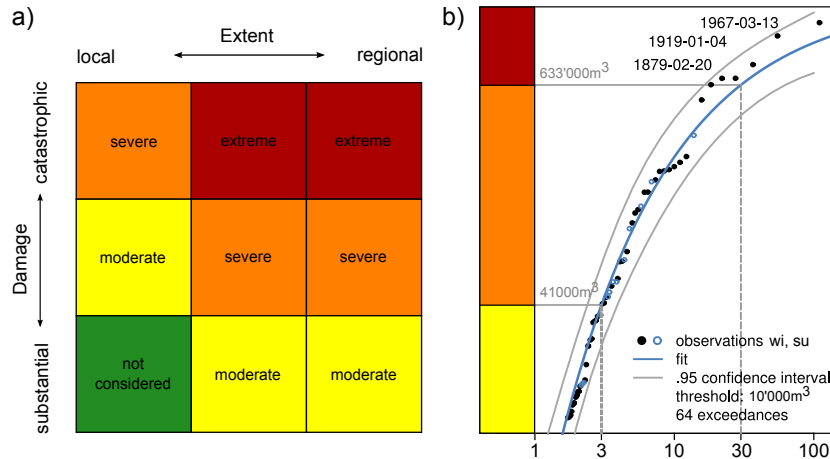 a)
Extent
local
regional
catastrophic
Damage
substantial
severe
extreme
extreme
moderate
severe
severe
not
considered
moderate
moderate
b)
1967-03-13
1919-01-04
1879-02-20
633'000m³
41000m³
observations wi, su
fit
.95 confidence interval
threshold: 10'000m³
64 exceedances
1
3
10
30
100